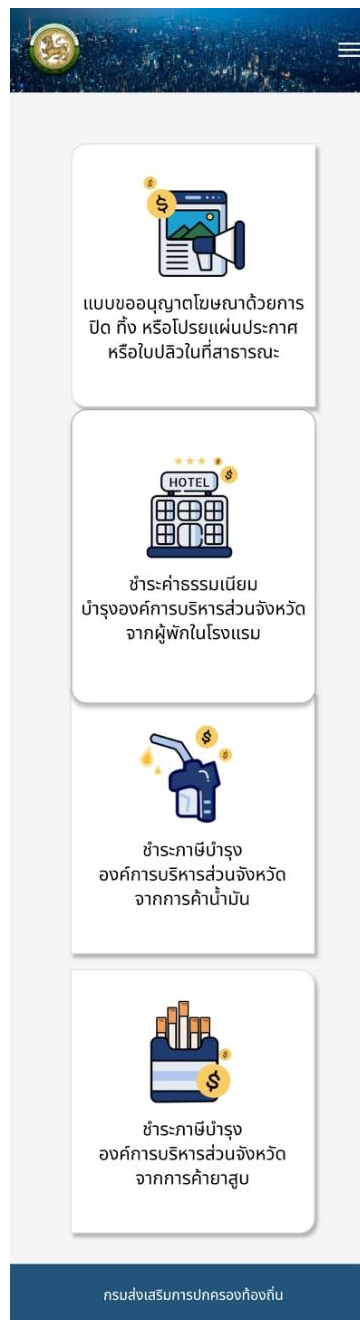 แบบขออนุญาตโฆษณาด้วยการ
ปิด ทิ้ง หรือโปรยแผ่นประกาศ
หรือใบปลิวในที่สาธารณะ
HOTEL
ชำระค่าธรรมเนียม
บำรุงองค์การบริหารส่วนจังหวัด
จากผู้พักในโรงแรม
ชำระภาษีบำรุง
องค์การบริหารส่วนจังหวัด
จากการค้าน้ำมัน
ชำระภาษีบำรุง
องค์การบริหารส่วนจังหวัด
จากการค้ายาสูบ
กรมส่งเสริมการปกครองท้องถิ่น